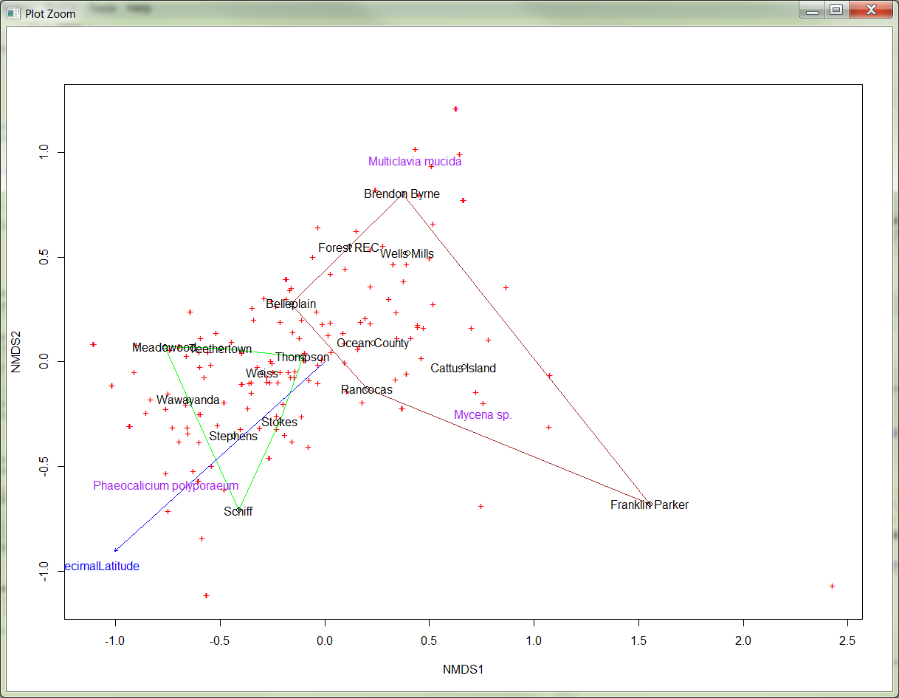 Plot Zoom
Tools Help
1.0
Multiclavia mucida
Brendon Byrne
Forest REC
Wells Mills
0.5
NMDS2
Belleplain
Ocean County
Meadowood
Teethertown
Thompson
0.0
Weiss
Cattus Island
Rancocas
Wawayanda
Mycena sp.
Stokes
Stephens
-0.5
Phaeocalicium polyporaeum
Schiff
Franklin Parker
-1.0
ecimalLatitude
-1.0 -0.5 0.0 0.5 1.0 1.5 2.0 2.5
NMDS1